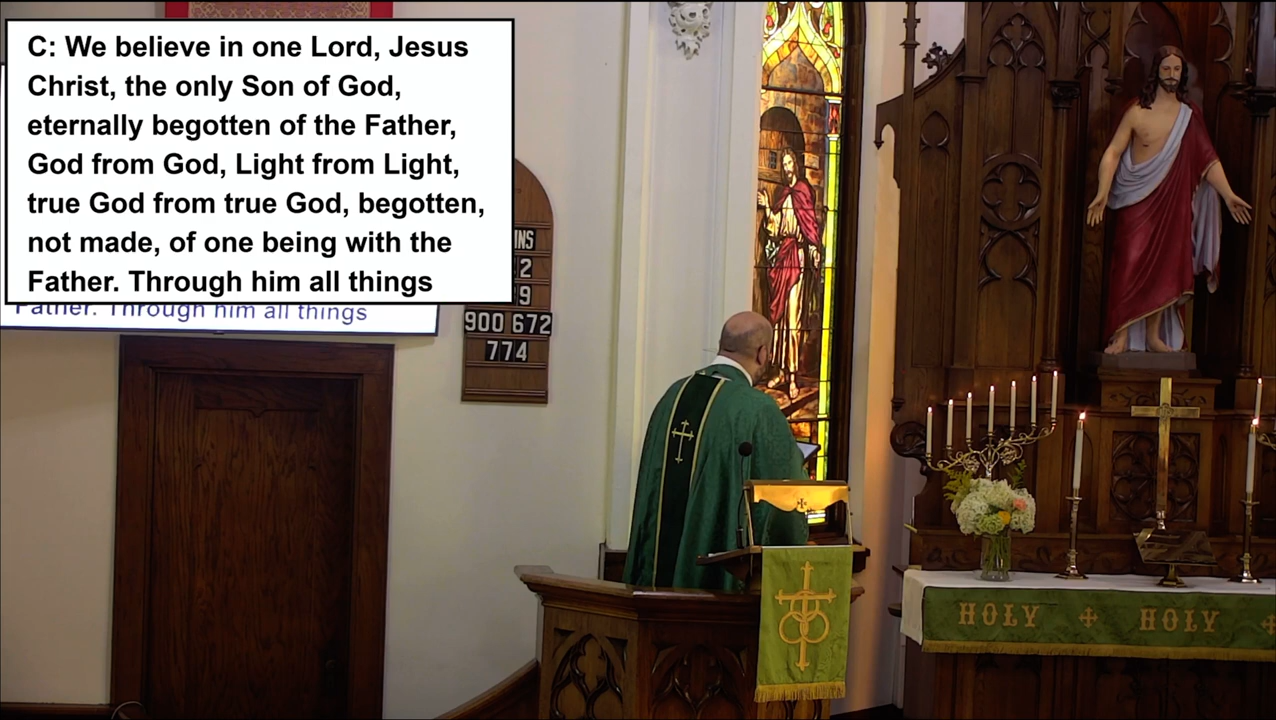 C: We believe in one Lord, Jesus
Christ, the only Son of God,
eternally begotten of the Father,
God from God, Light from Light,
true God from true God, begotten,
not made, of one being with the
Father. Through him all things
Father. Through him all things
900 672
774
HOLY HOLY